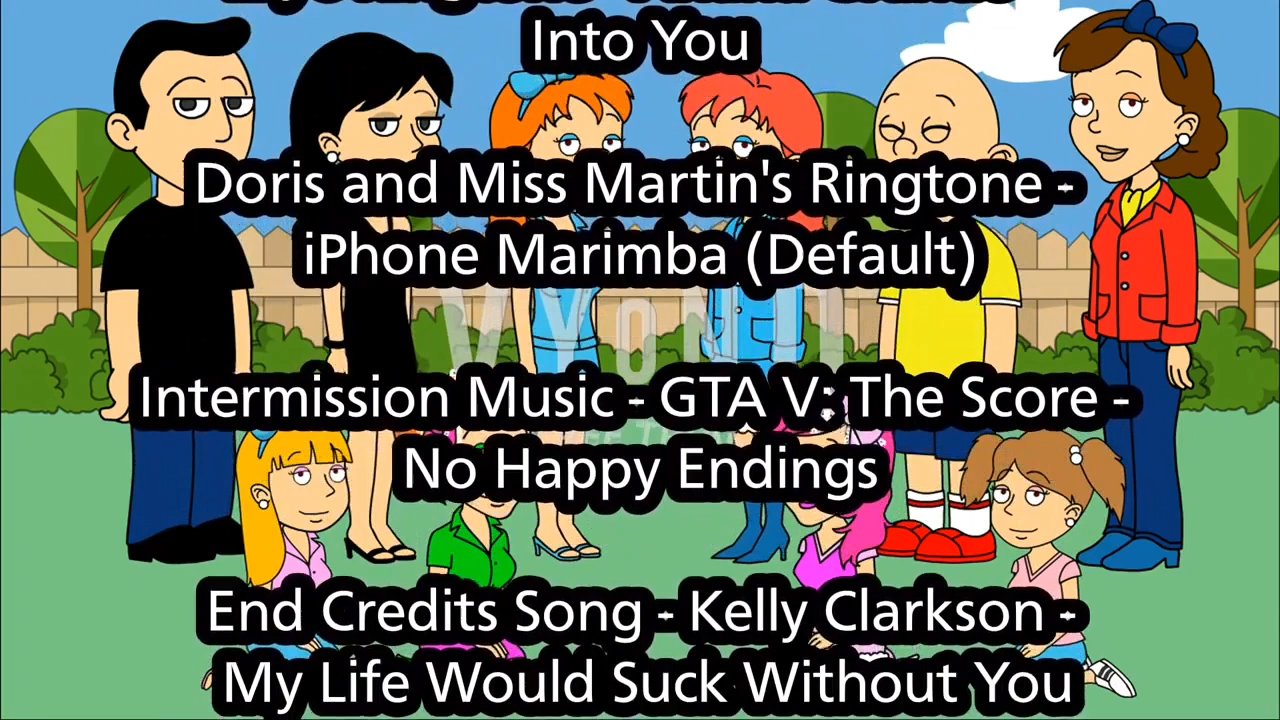 Into You
Doris and Miss Martin's Ringtone -
iPhone Marimba (Default)
VYOND
Intermission Music - GTA V: The Score -
No Happy Endings
End Credits Song - Kelly Clarkson -
My Life Would Suck Without You